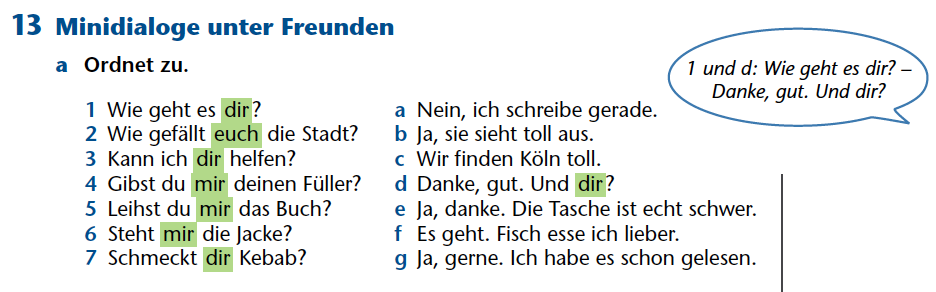 13 Minidialoge unter Freunden
a Ordnet zu.
1 und d: Wie geht es dir? –
Danke, gut. Und dir?
1 Wie geht es dir?
2 Wie gefällt euch die Stadt?
3 Kann ich dir helfen?
4 Gibst du mir deinen Füller?
5 Leihst du mir das Buch?
6 Steht mir die Jacke?
7 Schmeckt dir Kebab?
a Nein, ich schreibe gerade.
b Ja, sie sieht toll aus.
c Wir finden Köln toll.
d Danke, gut. Und dir?
e Ja, danke. Die Tasche ist echt schwer.
f Es geht. Fisch esse ich lieber.
g Ja, gerne. Ich habe es schon gelesen.